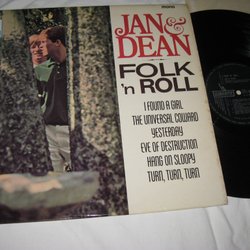 mono
JAN &
DEAN
FOLK
'n ROLL
I FOUND A GIRL
THE UNIVERSAL COWARD
YESTERDAY
EVE OF DESTRUCTION
HANG ON SLOOPY
TURN, TURN, TURN